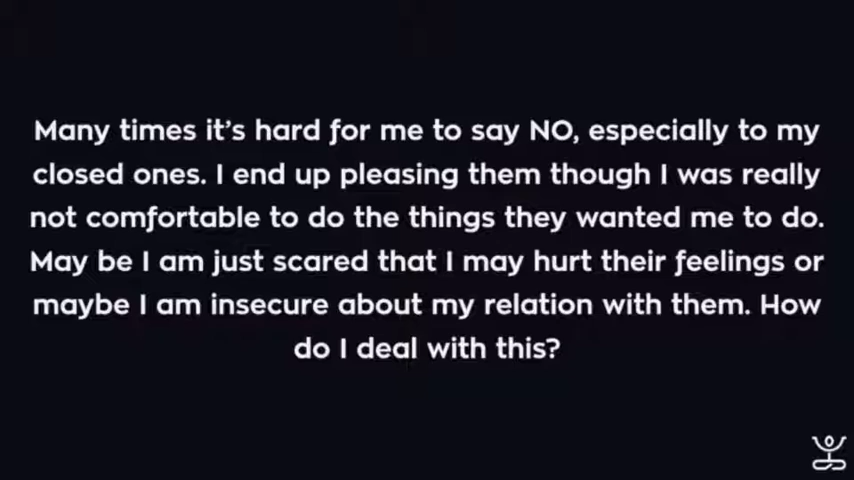 Many times it's hard for me to say NO, especially to my
closed ones. I end up pleasing them though I was really
not comfortable to do the things they wanted me to do.
May be I am just scared that I may hurt their feelings or
maybe I am insecure about my relation with them. How
do I deal with this?